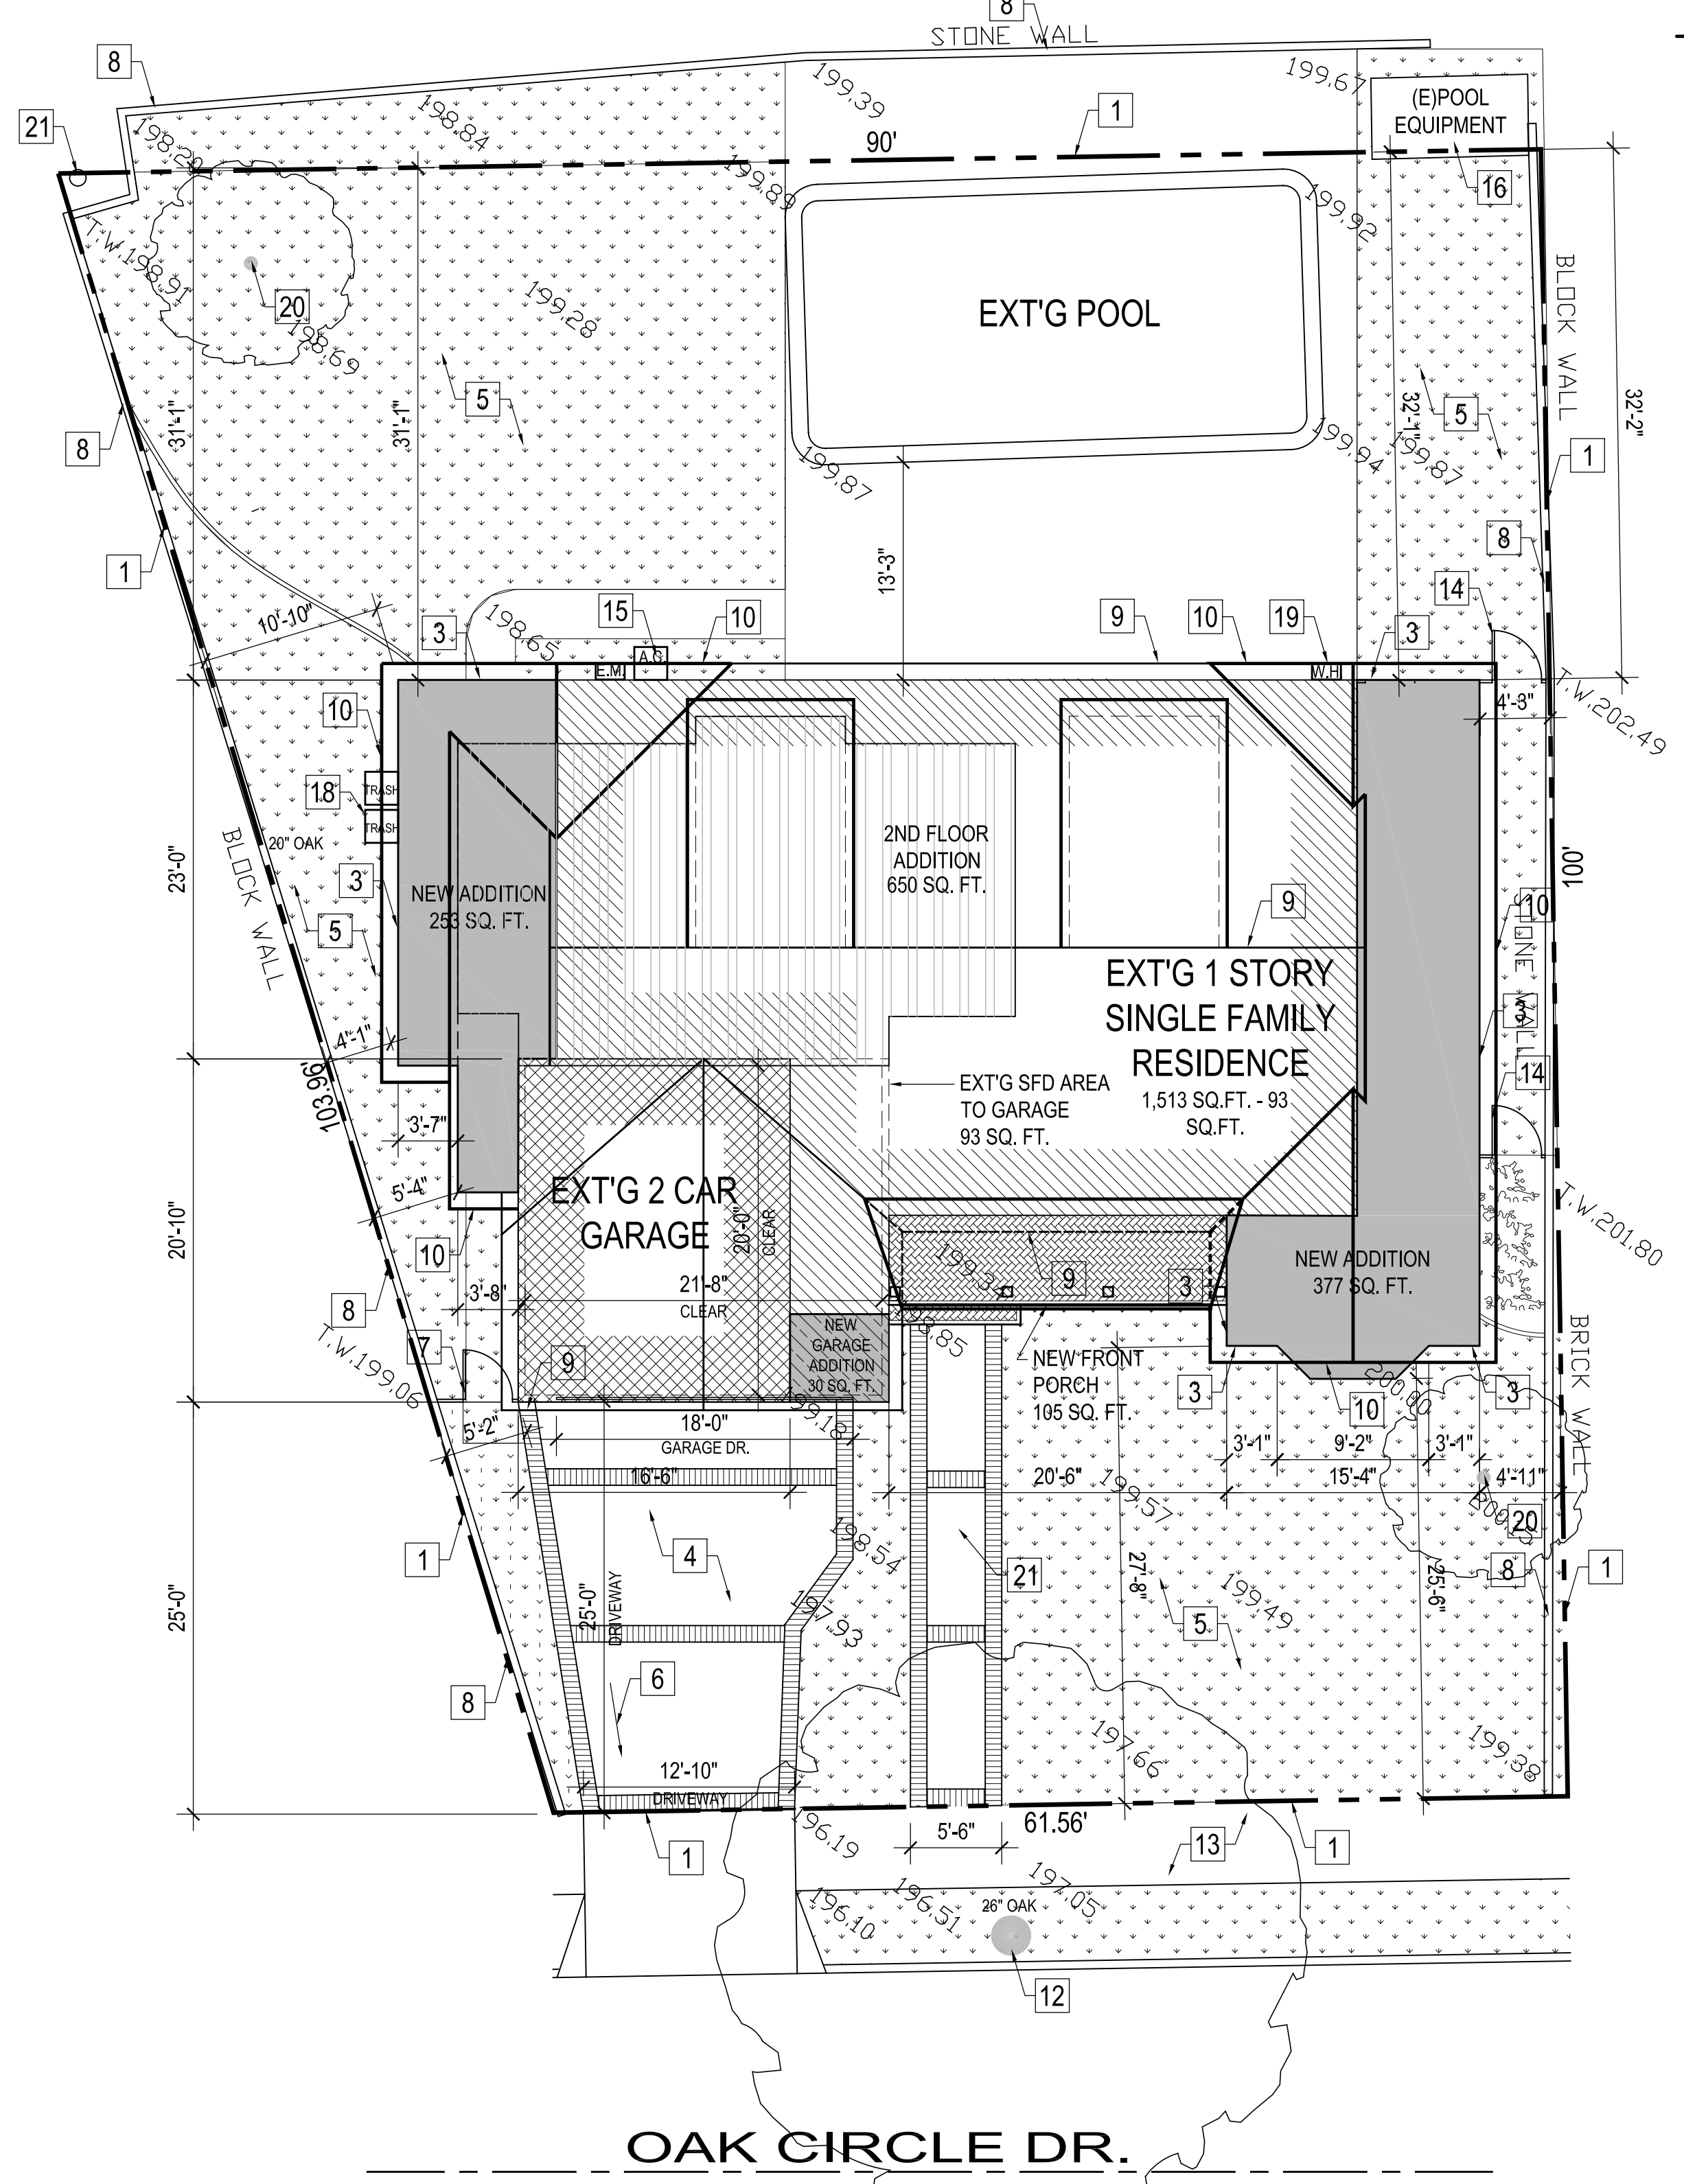 8
STONE WALL
8
199.67
199.39
(E)POOL
EQUIPMENT
198.84
1
21
198.20
90'
199.89
16
199.92
T.W.198.91
BLOCK WALL
20
199.28
EXT'G POOL
198.69
5
5
32'-1"
32'-2"
31'-1"
31'-1"
8
199.94
199.87
1
199.87
8
1
13'-3"
14
10'-10"
3
198.65
15
10
9
10
19
3
A.C.
E.M.
W.H.
T.W.202.49
4'-3"
10
18
TRASH
TRASH
20" OAK
2ND FLOOR
ADDITION
650 SQ. FT.
BLOCK WALL
23'-0"
100'
3
NEW ADDITION
253 SQ. FT.
9
10
5
STONE WALL
EXT'G 1 STORY
SINGLE FAMILY
RESIDENCE
1,513 SQ.FT. - 93
SQ.FT.
3
4'-1"
103.96'
EXT'G SFD AREA
TO GARAGE
93 SQ. FT.
14
3'-7"
5'-4"
EXT'G 2 CAR
GARAGE
20'-0"
CLEAR
20'-10"
T.W.201.80
10
NEW ADDITION
377 SQ. FT.
9
3
3'-8"
21'-8"
CLEAR
8
198.85
NEW
GARAGE
ADDITION
30 SQ. FT.
T.W.199.06
7
9
NEW FRONT
PORCH
105 SQ. FT.
BRICK WALL
200.00
3
10
3
199.18
5'-2"
18'-0"
GARAGE DR.
16'-6"
3'-1"
9'-2"
3'-1"
20'-6"
15'-4"
4'-11"
199.57
20
198.54
4
1
21
27'-8"
25'-6"
8
1
25'-0"
25'-0"
DRIVEWAY
197.93
199.49
5
6
8
197.66
199.38
12'-10"
DRIVEWAY
196.19
5'-6"
61.56'
1
13
1
196.10
196.51
197.05
26" OAK
12
OAK CIRCLE DR.